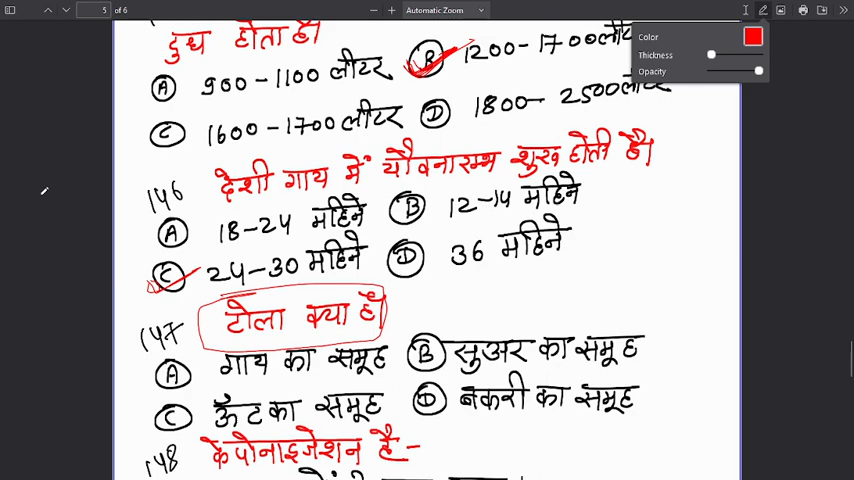 5 of 6
Automatic Zoom
Color
Thickness
Opacity
दुध होता है।
A 900-1100 लीटर B 1200-1700
C 1600-1700 लीटर D 1800-2500
146 देशी गाय में यौवनारम्भ शुरू होती है।
A 18-24 महिने B 12-14 महिने
C 24-30 महिने D 36 महिने
147 टोला क्या है।
A गाय का समूह B सुअर का समूह
C ऊँट का समूह D बकरी का समूह
148 केपोनाइजेशन है-